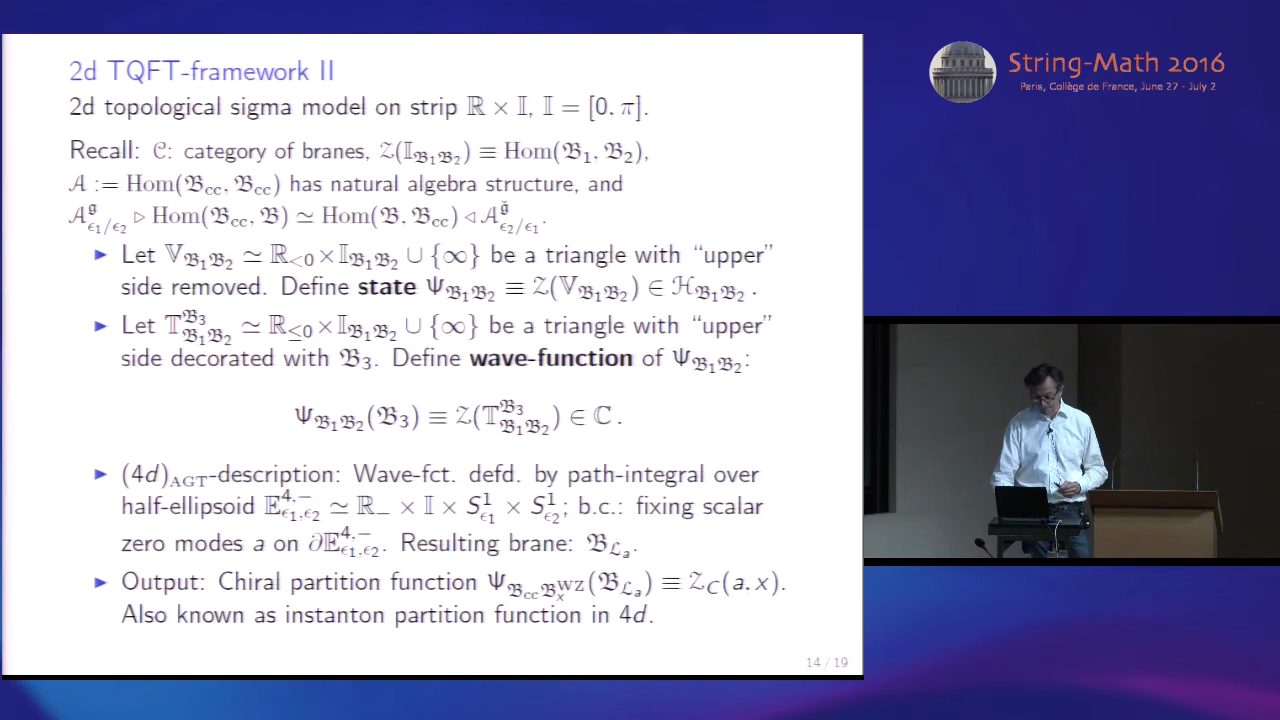 2d TQFT-framework II
2d topological sigma model on strip ℝ × 𝕀, 𝕀 = [0, π].
Recall: 𝒞: category of branes, 𝒵(𝕀_{𝔅₁𝔅₂}) ≡ Hom(𝔅₁, 𝔅₂),
𝒜 := Hom(𝔅_cc, 𝔅_cc) has natural algebra structure, and
𝒜^𝔤_{ϵ₁/ϵ₂} ▷ Hom(𝔅_cc, 𝔅) ≃ Hom(𝔅, 𝔅_cc) ◁ 𝒜^{\check{𝔤}}_{ϵ₂/ϵ₁}.
▶ Let 𝕍_{𝔅₁𝔅₂} ≃ ℝ_{<0}×𝕀_{𝔅₁𝔅₂} ∪ {∞} be a triangle with “upper”
side removed. Define state Ψ_{𝔅₁𝔅₂} ≡ 𝒵(𝕍_{𝔅₁𝔅₂}) ∈ ℋ_{𝔅₁𝔅₂}.
▶ Let 𝕋^{𝔅₃}_{𝔅₁𝔅₂} ≃ ℝ_{≤0}×𝕀_{𝔅₁𝔅₂} ∪ {∞} be a triangle with “upper”
side decorated with 𝔅₃. Define wave-function of Ψ_{𝔅₁𝔅₂}:
Ψ_{𝔅₁𝔅₂}(𝔅₃) ≡ 𝒵(𝕋^{𝔅₃}_{𝔅₁𝔅₂}) ∈ ℂ.
▶ (4d)_AGT-description: Wave-fct. defd. by path-integral over
half-ellipsoid 𝔼^{4,−}_{ϵ₁,ϵ₂} ≃ ℝ_− × 𝕀 × S¹_{ϵ₁} × S¹_{ϵ₂}; b.c.: fixing scalar
zero modes a on ∂𝔼^{4,−}_{ϵ₁,ϵ₂}. Resulting brane: 𝔅_{ℒ_a}.
▶ Output: Chiral partition function Ψ_{𝔅_cc𝔅_x^{WZ}}(𝔅_{ℒ_a}) ≡ 𝒵_C(a, x).
Also known as instanton partition function in 4d.
14 / 19
String-Math 2016
Paris, Collège de France, June 27 - July 2